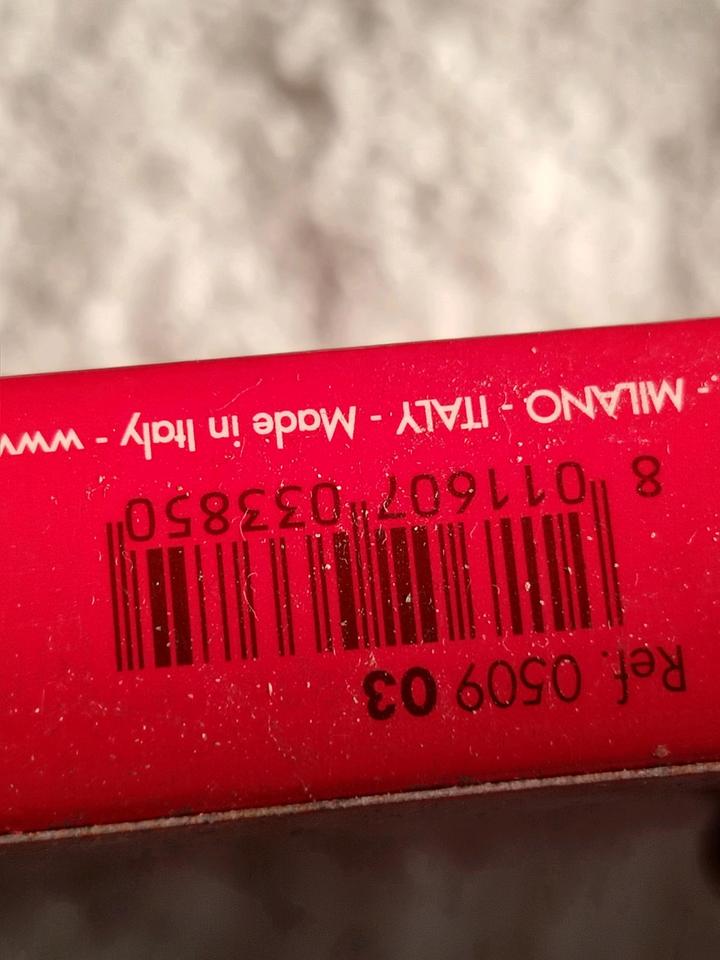 Ref. 0509 03
8 011607 033850
- MILANO - ITALY - Made in Italy - www